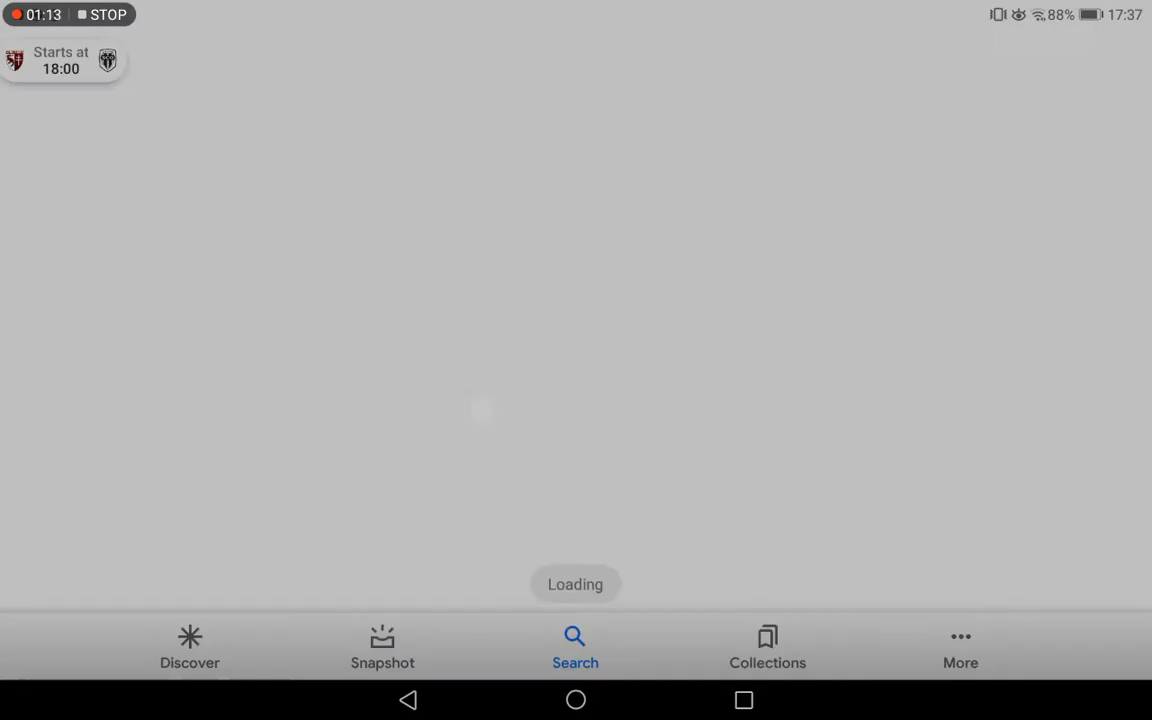 01:13 STOP
88% 17:37
Starts at
18:00
Loading
Discover Snapshot Search Collections More